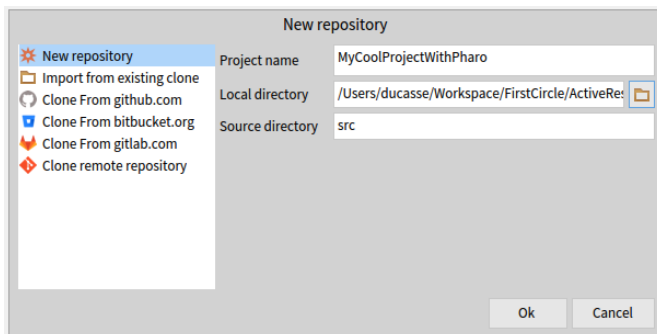 New repository
New repository
Import from existing clone
Clone From github.com
Clone From bitbucket.org
Clone From gitlab.com
Clone remote repository
Project name MyCoolProjectWithPharo
Local directory /Users/ducasse/Workspace/FirstCircle/ActiveRes
Source directory src
Ok Cancel